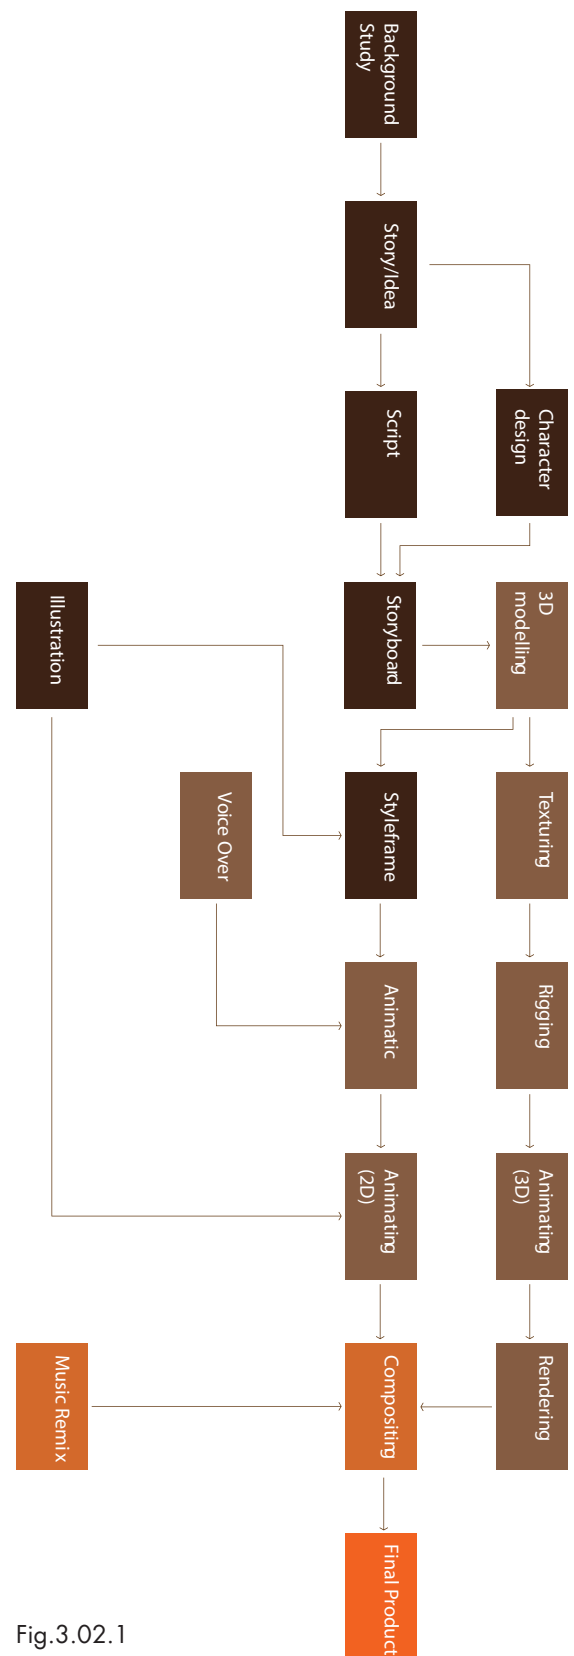 Background
Study
Story/Idea
Script
Character
design
Storyboard
3D
modelling
Illustration
Voice Over
Styleframe
Texturing
Animatic
Rigging
Animating
(2D)
Animating
(3D)
Music Remix
Compositing
Rendering
Final Product
Fig.3.02.1